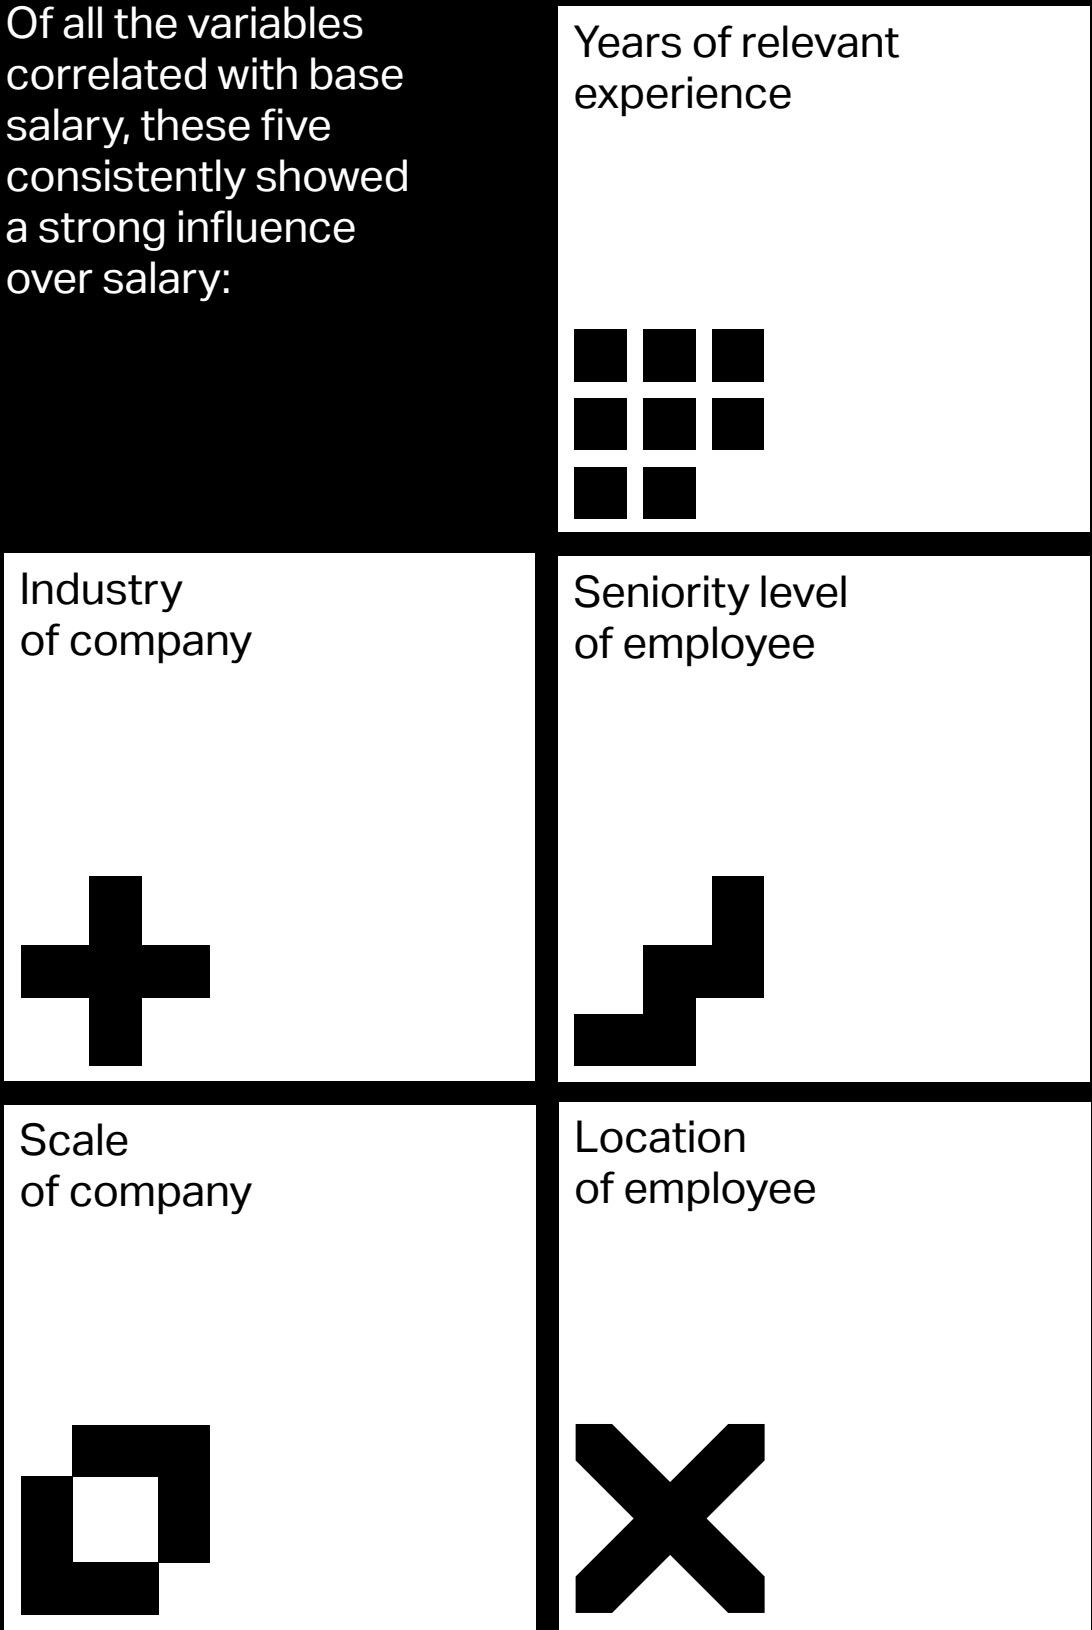 Of all the variables
correlated with base
salary, these five
consistently showed
a strong influence
over salary:
Years of relevant
experience
Industry
of company
Seniority level
of employee
Scale
of company
Location
of employee